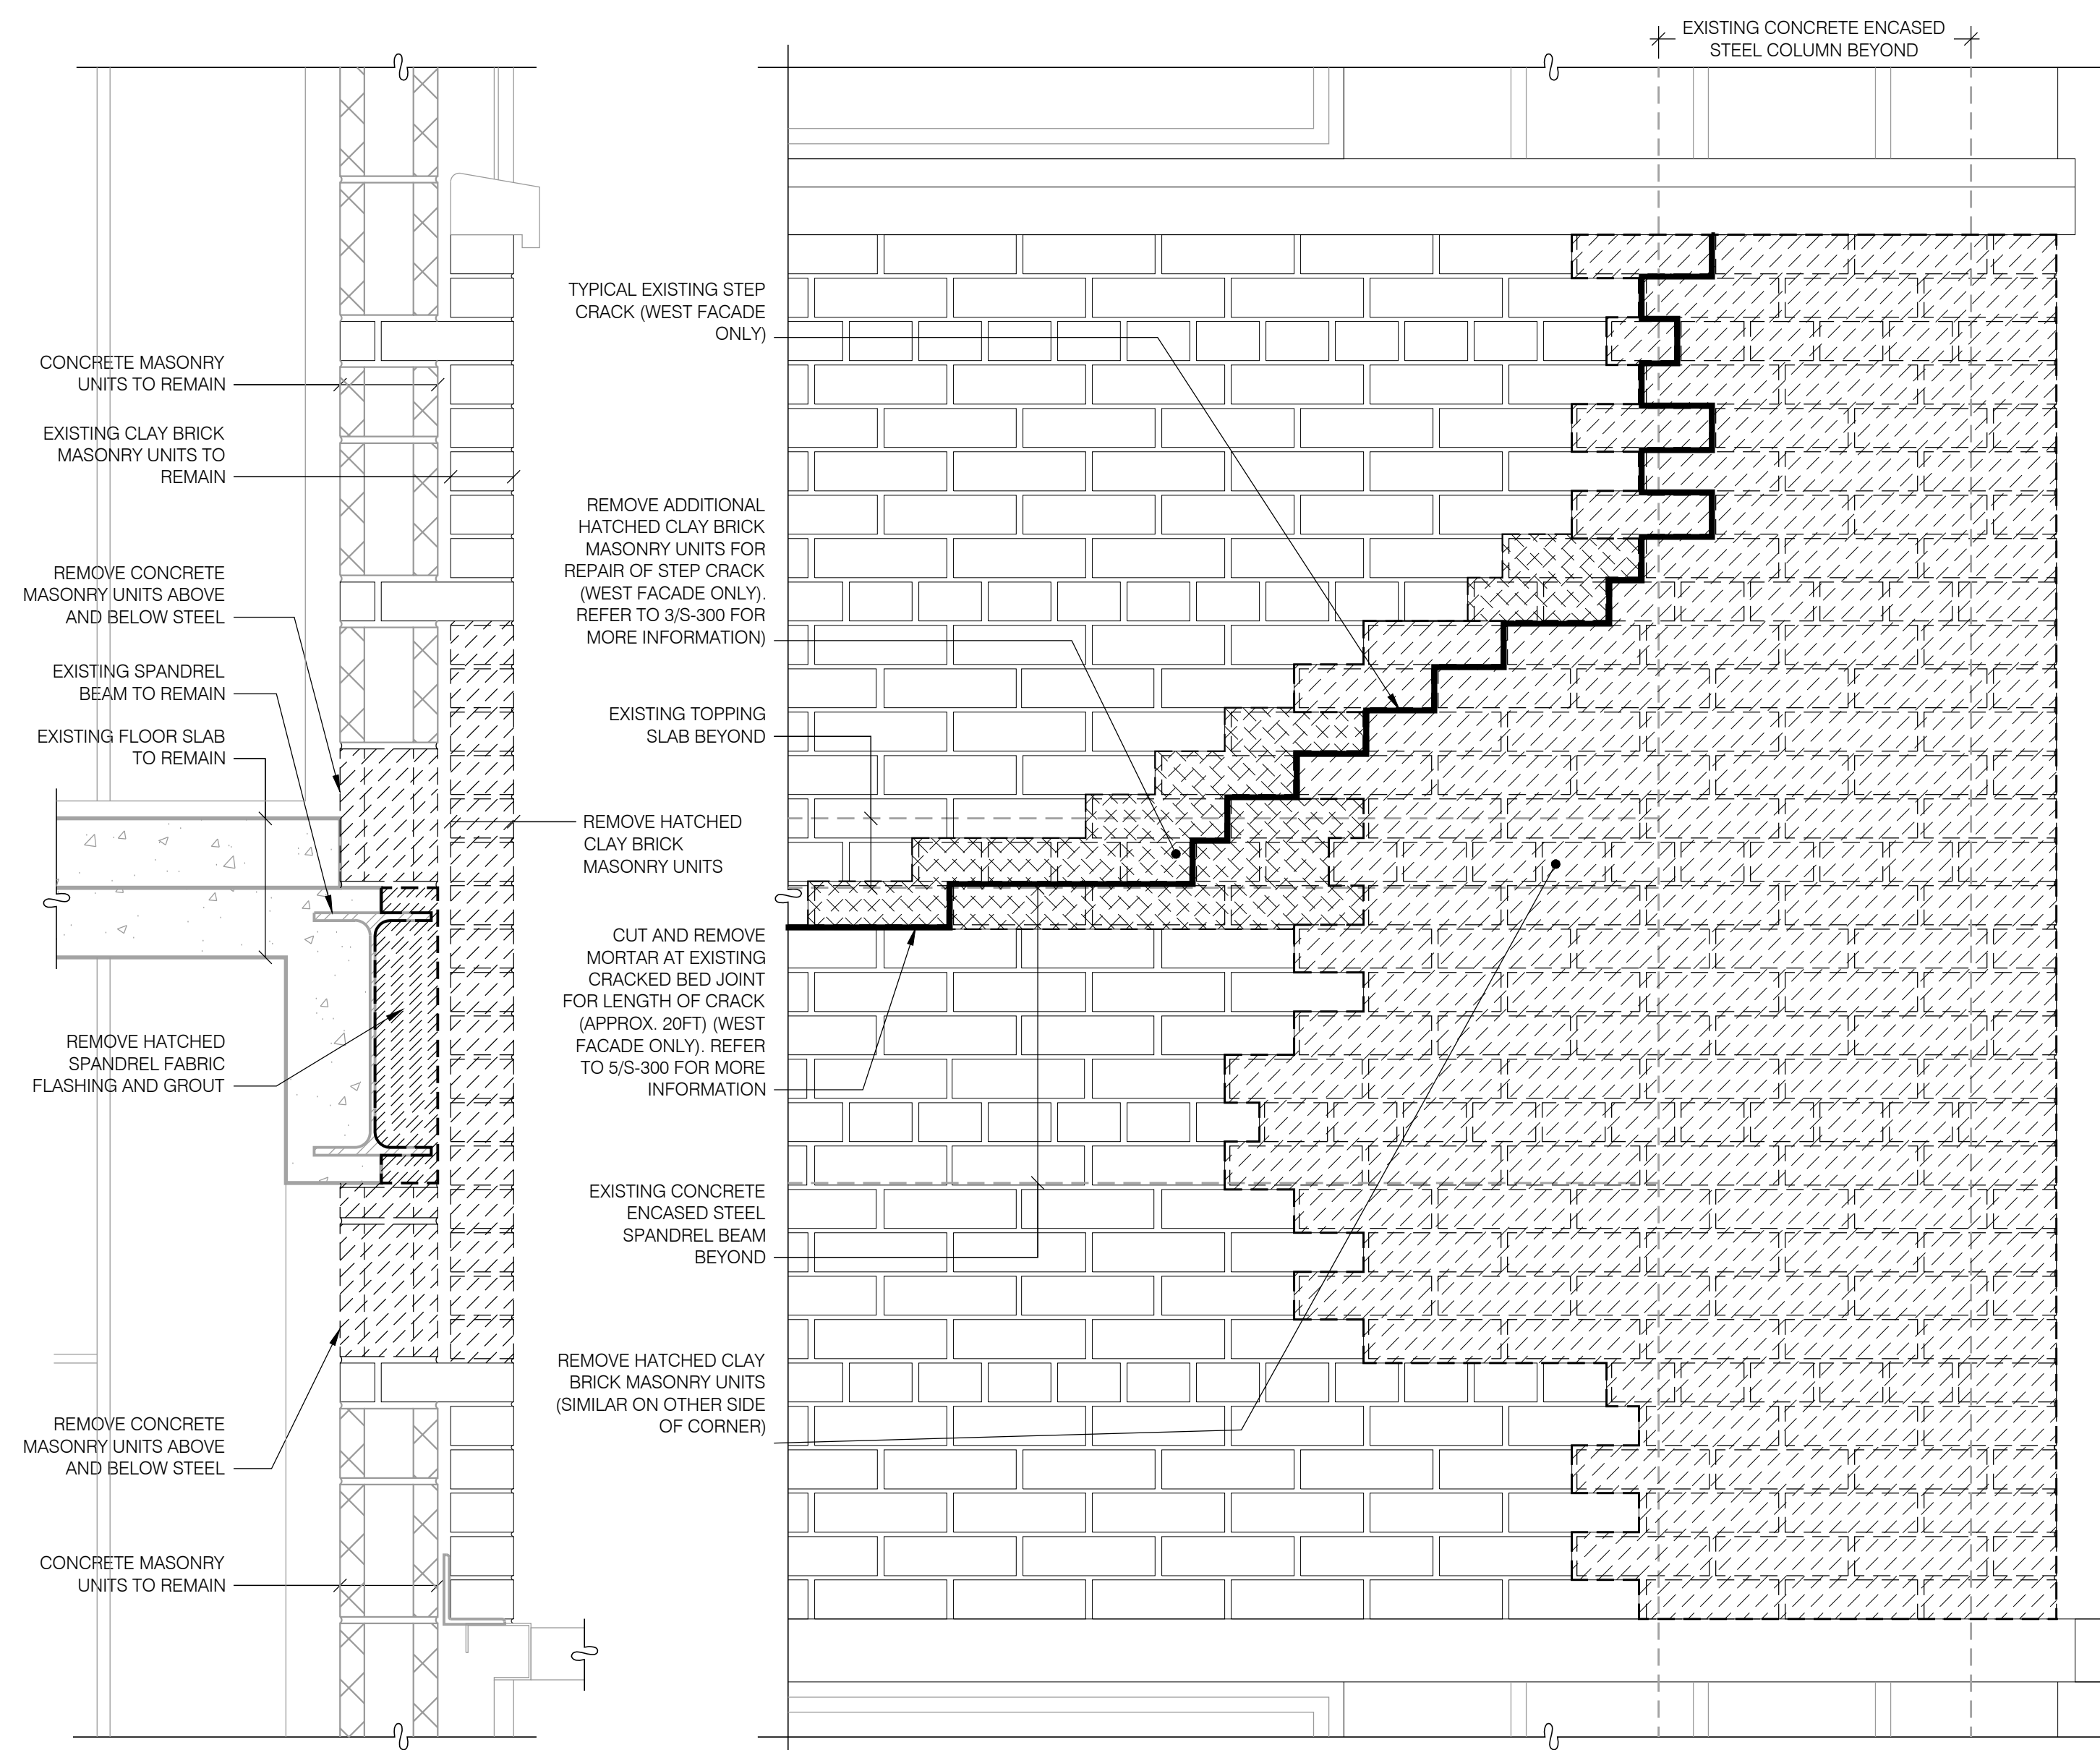 EXISTING CONCRETE ENCASED
STEEL COLUMN BEYOND
CONCRETE MASONRY
UNITS TO REMAIN
EXISTING CLAY BRICK
MASONRY UNITS TO
REMAIN
REMOVE CONCRETE
MASONRY UNITS ABOVE
AND BELOW STEEL
EXISTING SPANDREL
BEAM TO REMAIN
EXISTING FLOOR SLAB
TO REMAIN
REMOVE HATCHED
SPANDREL FABRIC
FLASHING AND GROUT
REMOVE CONCRETE
MASONRY UNITS ABOVE
AND BELOW STEEL
CONCRETE MASONRY
UNITS TO REMAIN
TYPICAL EXISTING STEP
CRACK (WEST FACADE
ONLY)
REMOVE ADDITIONAL
HATCHED CLAY BRICK
MASONRY UNITS FOR
REPAIR OF STEP CRACK
(WEST FACADE ONLY).
REFER TO 3/S-300 FOR
MORE INFORMATION)
EXISTING TOPPING
SLAB BEYOND
REMOVE HATCHED
CLAY BRICK
MASONRY UNITS
CUT AND REMOVE
MORTAR AT EXISTING
CRACKED BED JOINT
FOR LENGTH OF CRACK
(APPROX. 20FT) (WEST
FACADE ONLY). REFER
TO 5/S-300 FOR MORE
INFORMATION
EXISTING CONCRETE
ENCASED STEEL
SPANDREL BEAM
BEYOND
REMOVE HATCHED CLAY
BRICK MASONRY UNITS
(SIMILAR ON OTHER SIDE
OF CORNER)